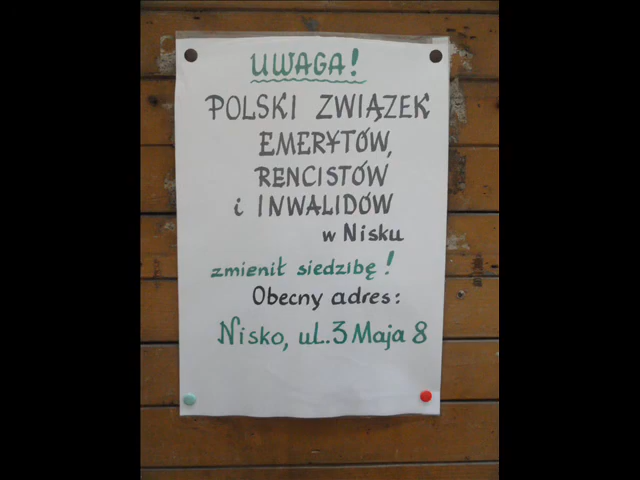 UWAGA!
POLSKI ZWIĄZEK
EMERYTÓW,
RENCISTÓW
i INWALIDÓW
w Nisku
zmienił siedzibę!
Obecny adres:
Nisko, ul. 3 Maja 8